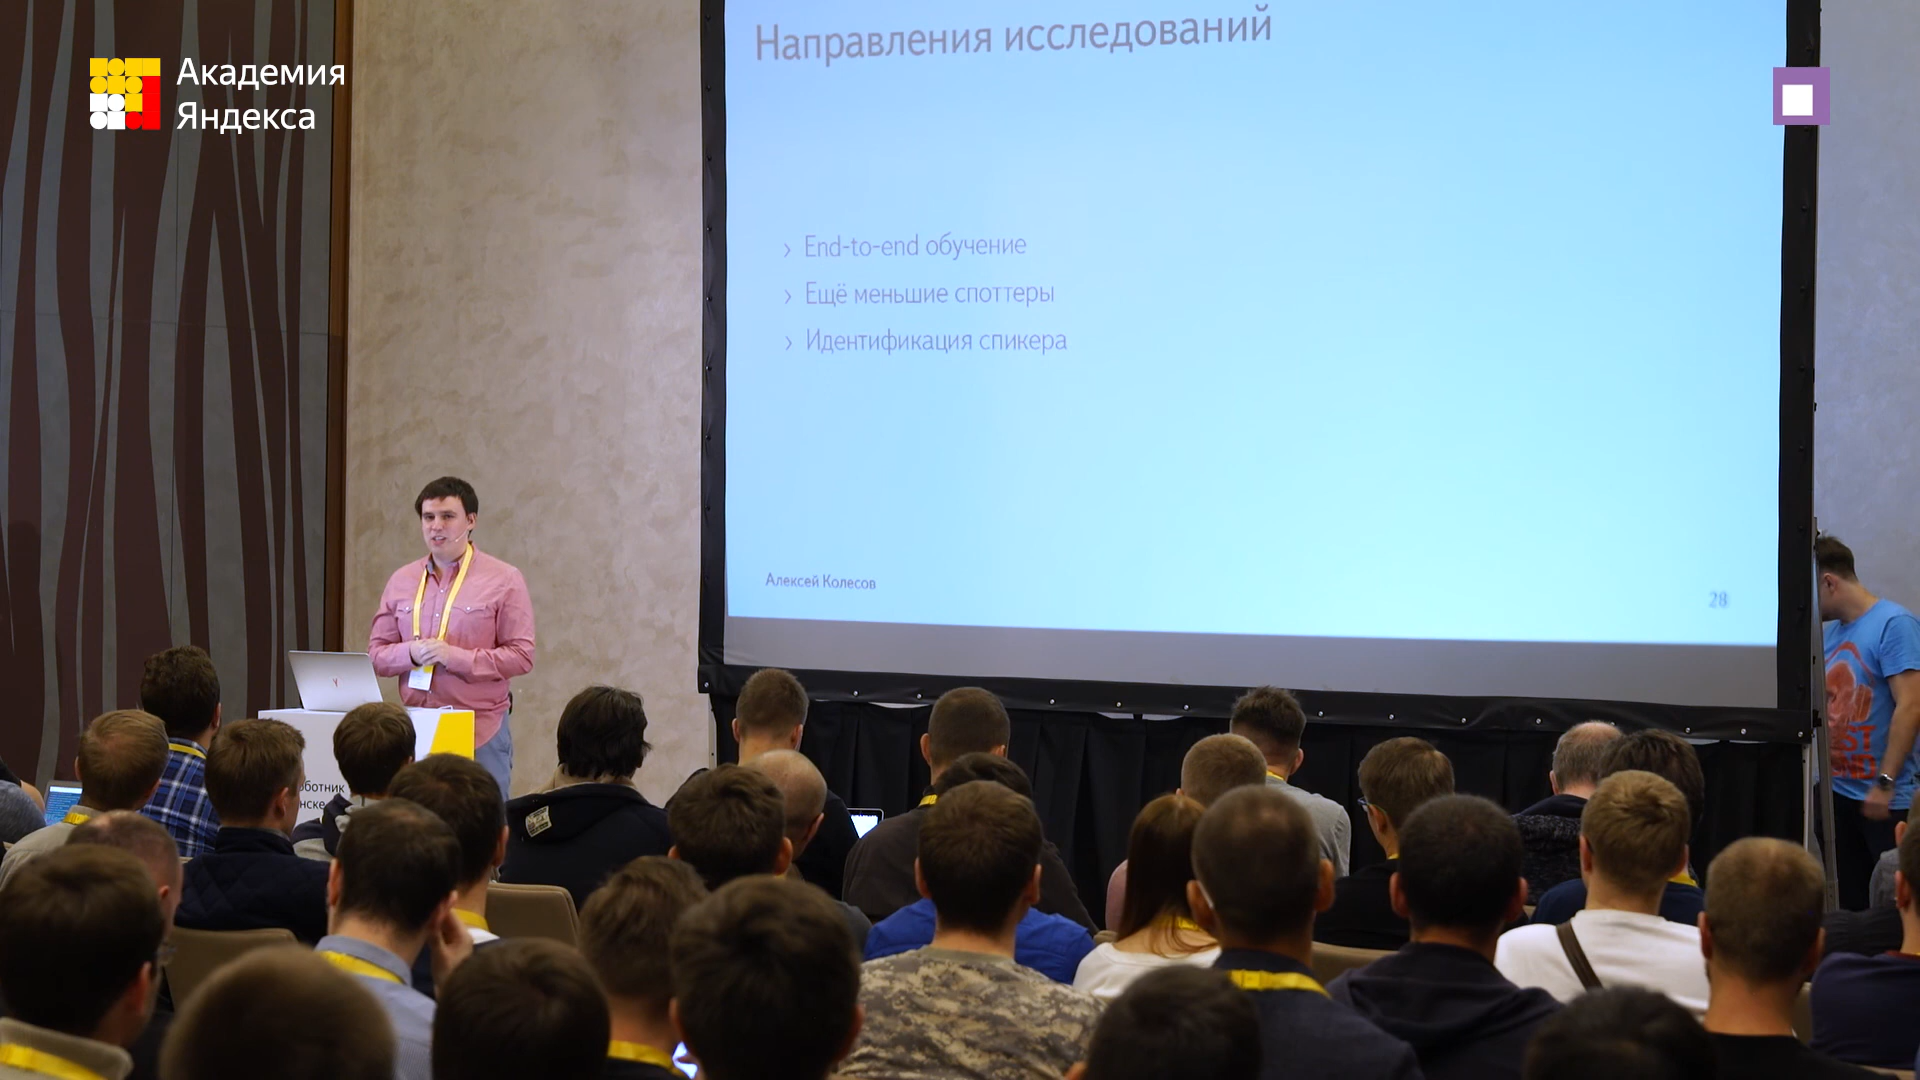 Академия
Яндекса
Направления исследований
› End-to-end обучение
› Ещё меньшие споттеры
› Идентификация спикера
Алексей Колесов
28